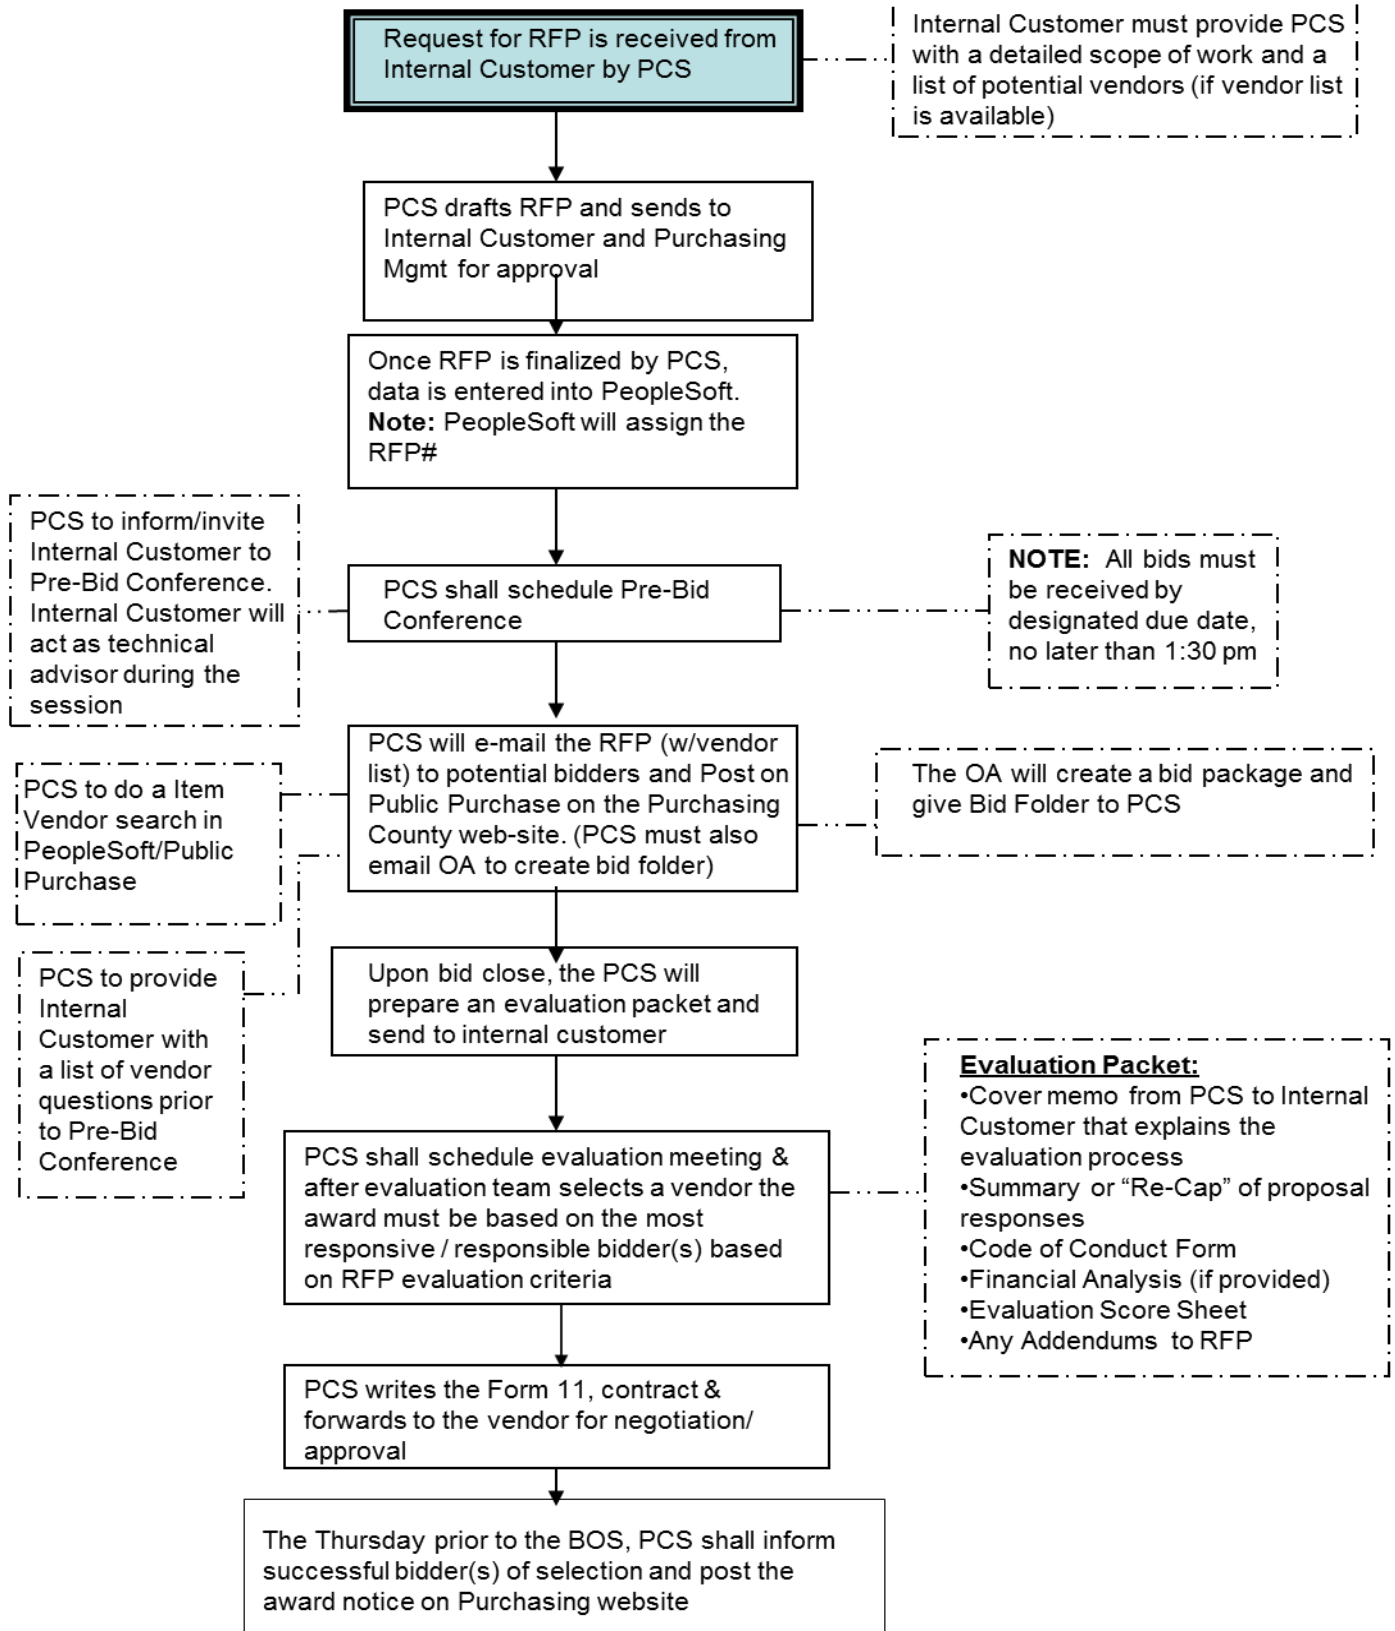 Request for RFP is received from
Internal Customer by PCS
Internal Customer must provide PCS
with a detailed scope of work and a
list of potential vendors (if vendor list
is available)
PCS drafts RFP and sends to
Internal Customer and Purchasing
Mgmt for approval
Once RFP is finalized by PCS,
data is entered into PeopleSoft.
Note: PeopleSoft will assign the
RFP#
PCS to inform/invite
Internal Customer to
Pre-Bid Conference.
Internal Customer will
act as technical
advisor during the
session
PCS shall schedule Pre-Bid
Conference
NOTE: All bids must
be received by
designated due date,
no later than 1:30 pm
PCS will e-mail the RFP (w/vendor
list) to potential bidders and Post on
Public Purchase on the Purchasing
County web-site. (PCS must also
email OA to create bid folder)
PCS to do a Item
Vendor search in
PeopleSoft/Public
Purchase
The OA will create a bid package and
give Bid Folder to PCS
PCS to provide
Internal
Customer with
a list of vendor
questions prior
to Pre-Bid
Conference
Upon bid close, the PCS will
prepare an evaluation packet and
send to internal customer
Evaluation Packet:
•Cover memo from PCS to Internal
Customer that explains the
evaluation process
•Summary or “Re-Cap” of proposal
responses
•Code of Conduct Form
•Financial Analysis (if provided)
•Evaluation Score Sheet
•Any Addendums to RFP
PCS shall schedule evaluation meeting &
after evaluation team selects a vendor the
award must be based on the most
responsive / responsible bidder(s) based
on RFP evaluation criteria
PCS writes the Form 11, contract &
forwards to the vendor for negotiation/
approval
The Thursday prior to the BOS, PCS shall inform
successful bidder(s) of selection and post the
award notice on Purchasing website